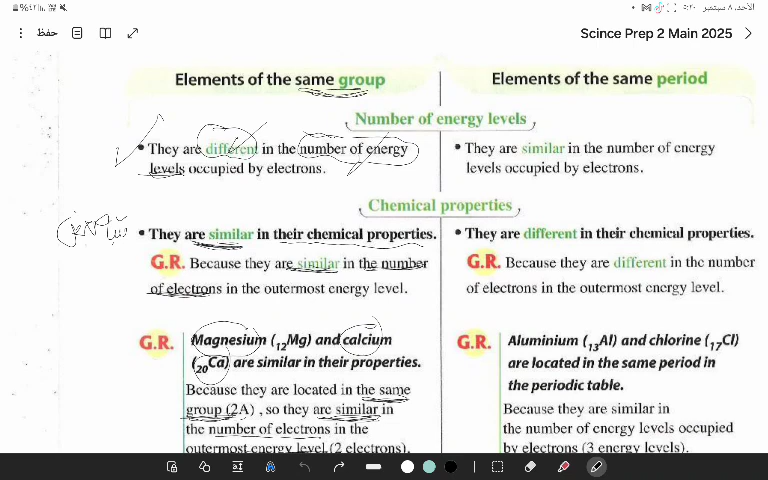 الأحد، ٨ سبتمبر ٥:٢٠
حفظ
Scince Prep 2 Main 2025
Elements of the same group
Elements of the same period
Number of energy levels
• They are different in the number of energy
levels occupied by electrons.
• They are similar in the number of energy
levels occupied by electrons.
Chemical properties
• They are similar in their chemical properties.
G.R. Because they are similar in the number
of electrons in the outermost energy level.
• They are different in their chemical properties.
G.R. Because they are different in the number
of electrons in the outermost energy level.
G.R. Magnesium (₁₂Mg) and calcium
(₂₀Ca) are similar in their properties.
Because they are located in the same
group (2A) , so they are similar in
the number of electrons in the
outermost energy level (2 electrons).
G.R. Aluminium (₁₃Al) and chlorine (₁₇Cl)
are located in the same period in
the periodic table.
Because they are similar in
the number of energy levels occupied
by electrons (3 energy levels).